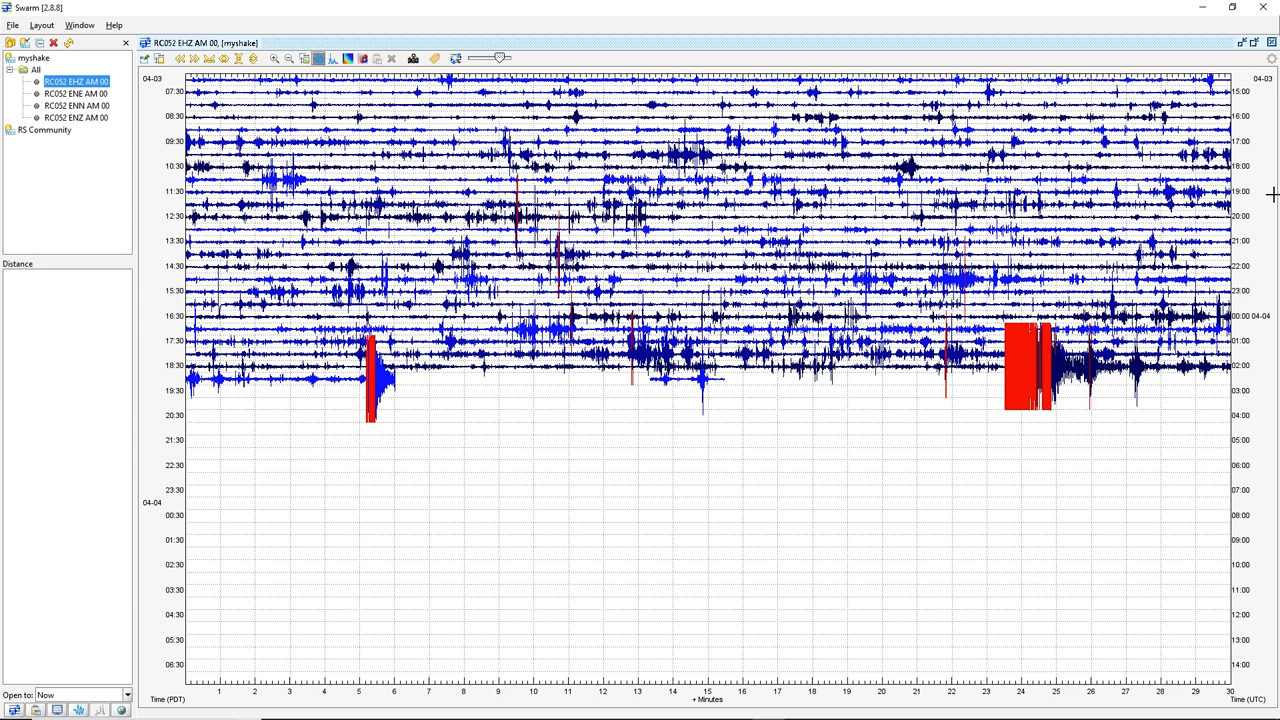 Swarm [2.8.8]
File Layout Window Help
RC052 EHZ AM 00, [myshake]
myshake
All
RC052 EHZ AM 00
RC052 ENE AM 00
RC052 ENN AM 00
RC052 ENZ AM 00
RS Community
Distance
Open to: Now
04-03 04-03
07:30 15:00
08:30 16:00
09:30 17:00
10:30 18:00
11:30 19:00
12:30 20:00
13:30 21:00
14:30 22:00
15:30 23:00
16:30 00:00 04-04
17:30 01:00
18:30 02:00
19:30 03:00
20:30 04:00
21:30 05:00
22:30 06:00
23:30 07:00
04-04
00:30 08:00
01:30 09:00
02:30 10:00
03:30 11:00
04:30 12:00
05:30 13:00
06:30 14:00
1 2 3 4 5 6 7 8 9 10 11 12 13 14 15 16 17 18 19 20 21 22 23 24 25 26 27 28 29 30
Time (PDT) + Minutes Time (UTC)